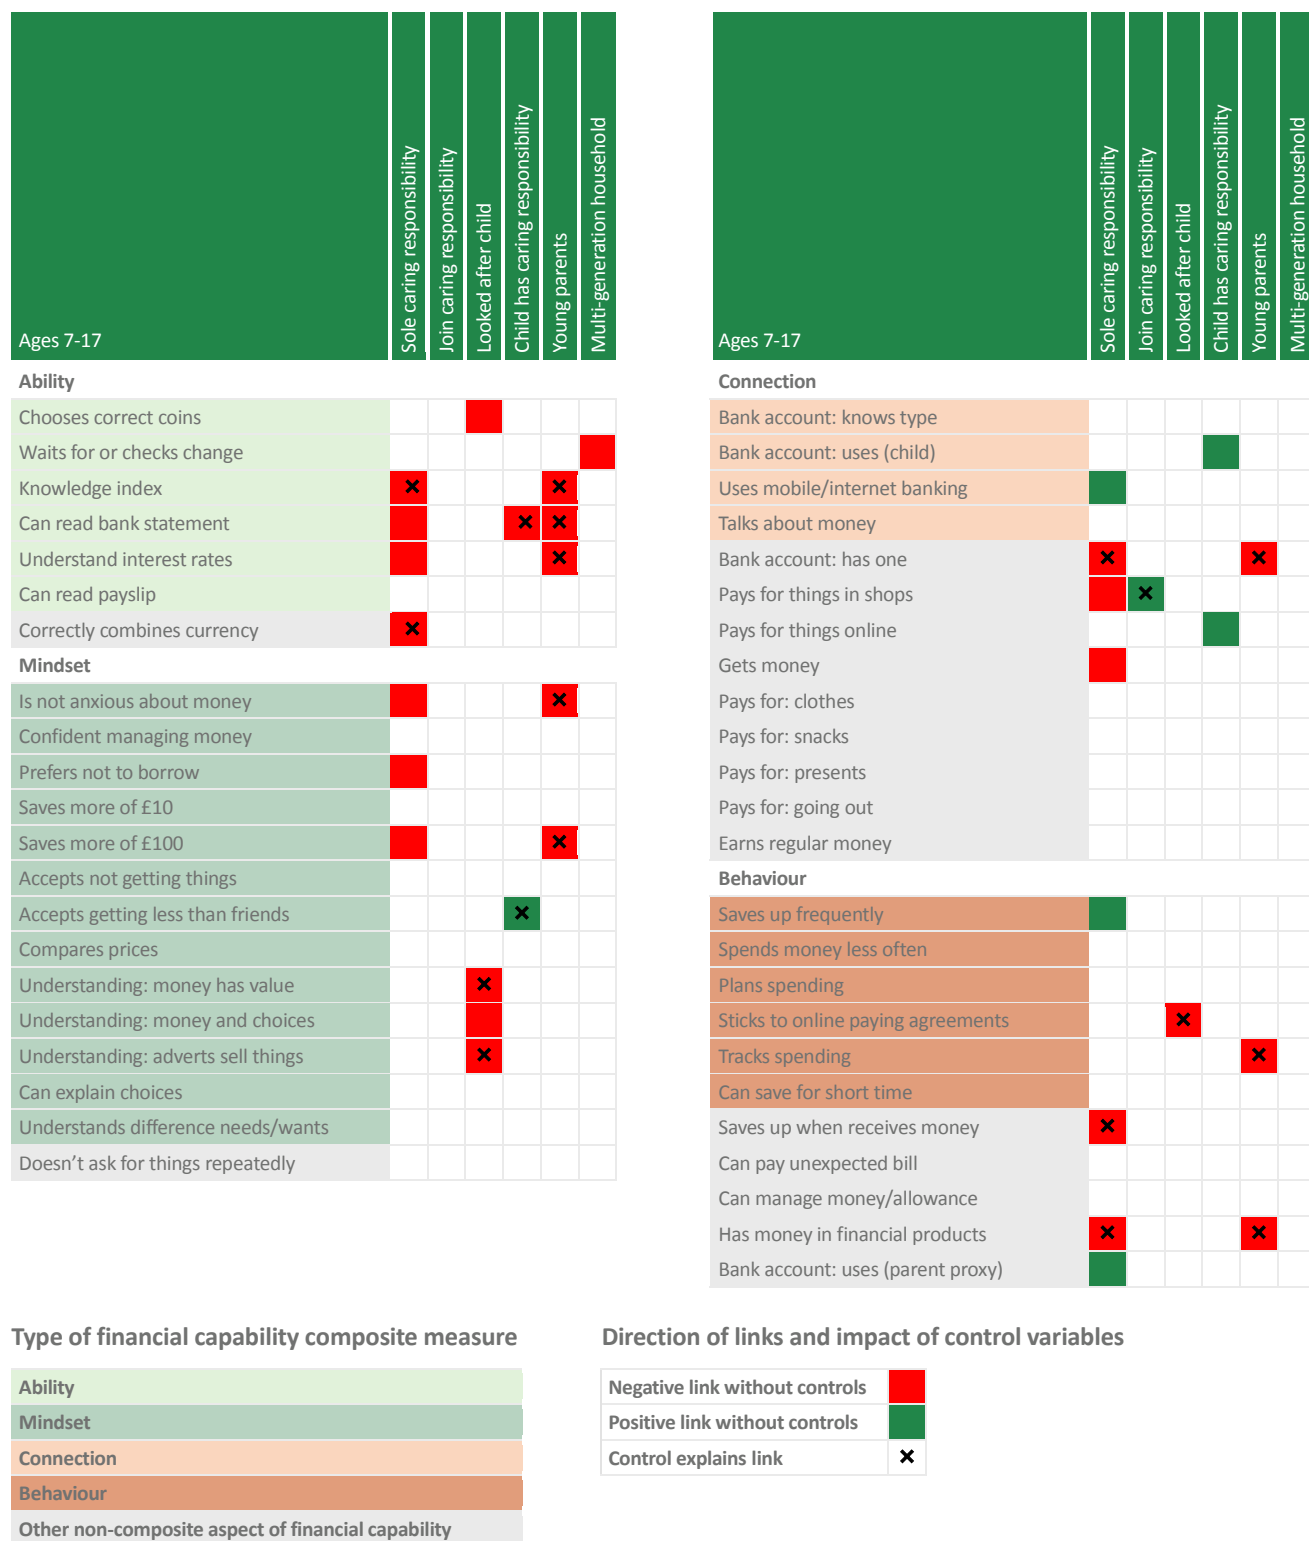 Ages 7-17
Sole caring responsibility
Join caring responsibility
Looked after child
Child has caring responsibility
Young parents
Multi-generation household
Ability
Chooses correct coins
Waits for or checks change
Knowledge index
Can read bank statement
Understand interest rates
Can read payslip
Correctly combines currency
Mindset
Is not anxious about money
Confident managing money
Prefers not to borrow
Saves more of £10
Saves more of £100
Accepts not getting things
Accepts getting less than friends
Compares prices
Understanding: money has value
Understanding: money and choices
Understanding: adverts sell things
Can explain choices
Understands difference needs/wants
Doesn't ask for things repeatedly
Ages 7-17
Sole caring responsibility
Join caring responsibility
Looked after child
Child has caring responsibility
Young parents
Multi-generation household
Connection
Bank account: knows type
Bank account: uses (child)
Uses mobile/internet banking
Talks about money
Bank account: has one
Pays for things in shops
Pays for things online
Gets money
Pays for: clothes
Pays for: snacks
Pays for: presents
Pays for: going out
Earns regular money
Behaviour
Saves up frequently
Spends money less often
Plans spending
Sticks to online paying agreements
Tracks spending
Can save for short time
Saves up when receives money
Can pay unexpected bill
Can manage money/allowance
Has money in financial products
Bank account: uses (parent proxy)
Type of financial capability composite measure
Ability
Mindset
Connection
Behaviour
Other non-composite aspect of financial capability
Direction of links and impact of control variables
Negative link without controls
Positive link without controls
Control explains link